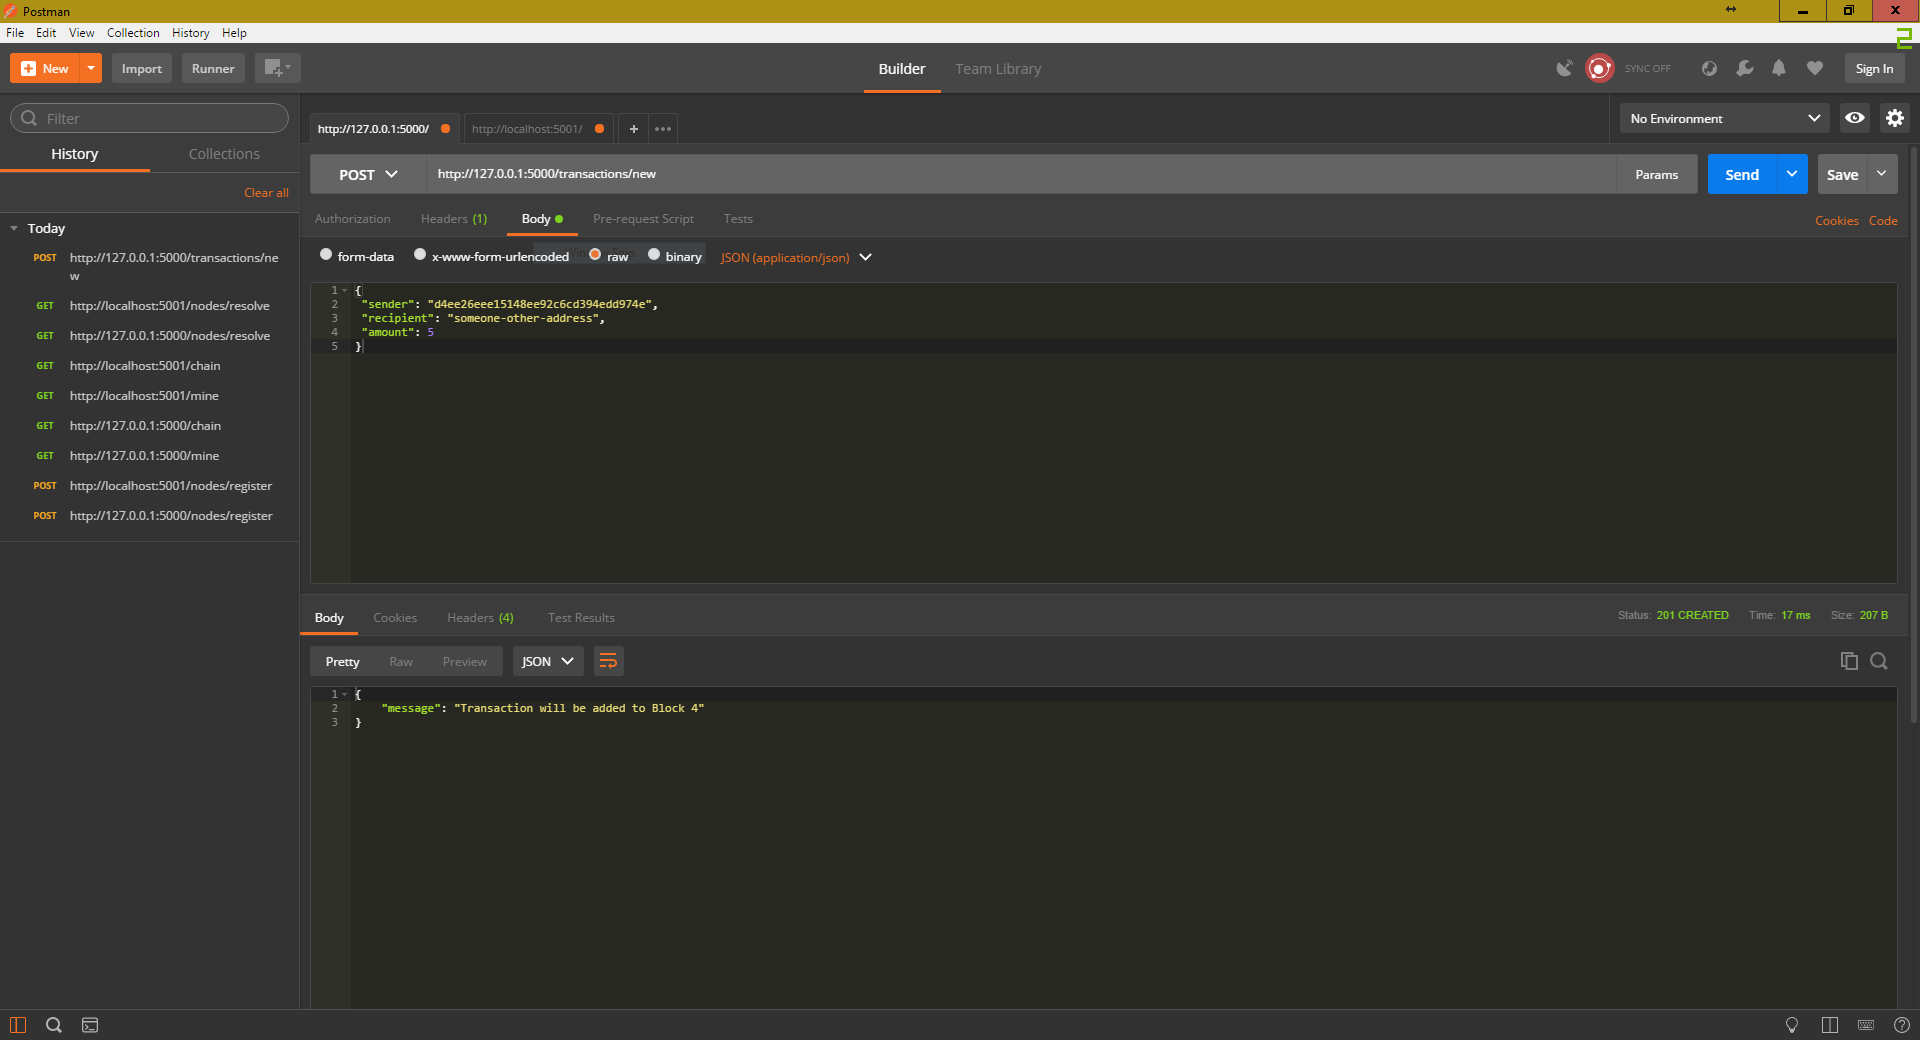 Postman
File Edit View Collection History Help
New Import Runner Builder Team Library SYNC OFF Sign In
2
Filter
History Collections
Clear all
Today
POST http://127.0.0.1:5000/transactions/ne
w
GET http://localhost:5001/nodes/resolve
GET http://127.0.0.1:5000/nodes/resolve
GET http://localhost:5001/chain
GET http://localhost:5001/mine
GET http://127.0.0.1:5000/chain
GET http://127.0.0.1:5000/mine
POST http://localhost:5001/nodes/register
POST http://127.0.0.1:5000/nodes/register
http://127.0.0.1:5000/ http://localhost:5001/ + ••• No Environment
POST http://127.0.0.1:5000/transactions/new Params Send Save
Authorization Headers (1) Body Pre-request Script Tests Cookies Code
form-data x-www-form-urlencoded raw binary JSON (application/json)
1 {
2 "sender": "d4ee26eee15148ee92c6cd394edd974e",
3 "recipient": "someone-other-address",
4 "amount": 5
5 }
Body Cookies Headers (4) Test Results Status: 201 CREATED Time: 17 ms Size: 207 B
Pretty Raw Preview JSON
1 {
2 "message": "Transaction will be added to Block 4"
3 }